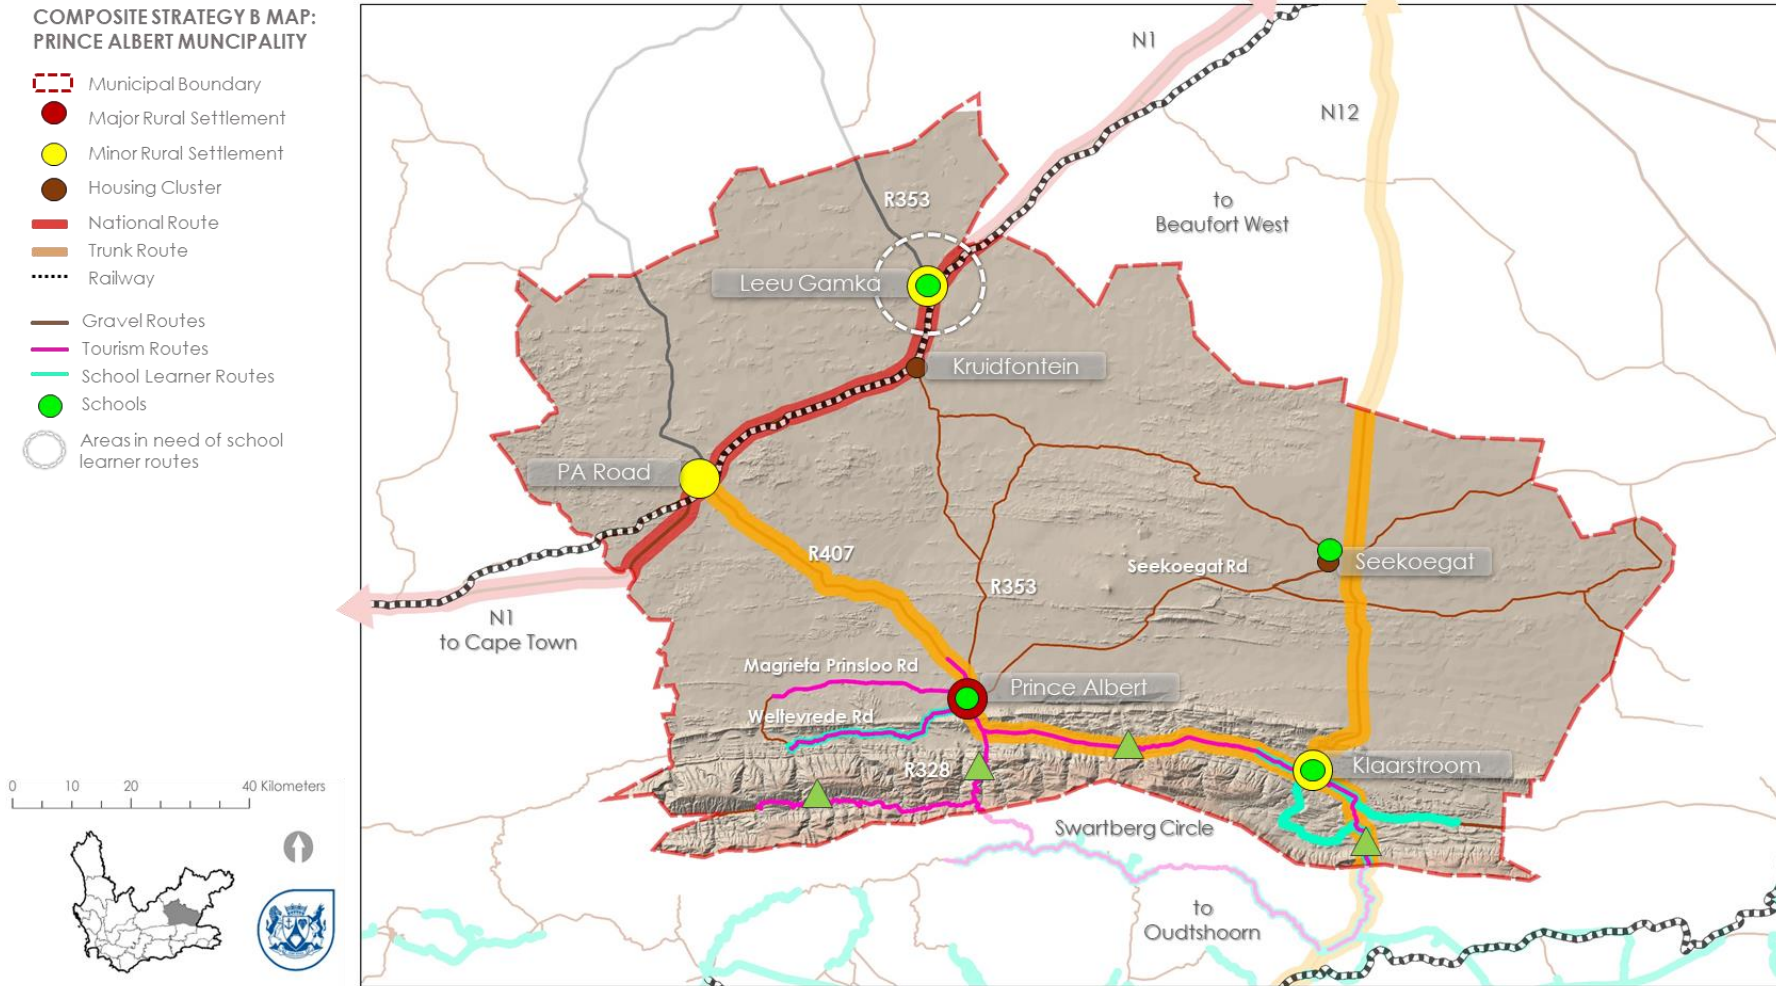 COMPOSITE STRATEGY B MAP:
PRINCE ALBERT MUNCIPALITY
Municipal Boundary
Major Rural Settlement
Minor Rural Settlement
Housing Cluster
National Route
Trunk Route
Railway
Gravel Routes
Tourism Routes
School Learner Routes
Schools
Areas in need of school
learner routes
0 10 20 40 Kilometers
N1
N12
to
Beaufort West
R353
Leeu Gamka
Kruidfontein
PA Road
R407
R353
Seekoegat Rd
Seekoegat
N1
to Cape Town
Magrieta Prinsloo Rd
Prince Albert
Weltevrede Rd
R328
Klaarstroom
Swartberg Circle
to
Oudtshoorn